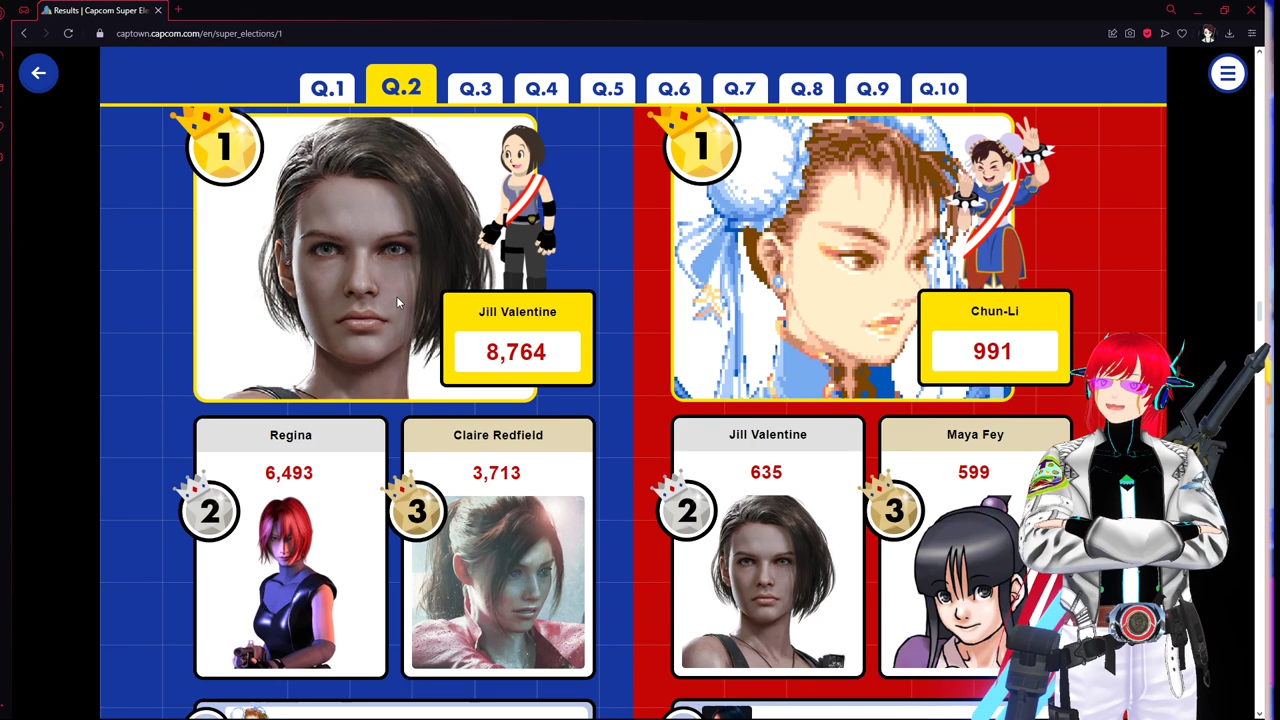 Results | Capcom Super Ele
captown.capcom.com/en/super_elections/1
Q.1 Q.2 Q.3 Q.4 Q.5 Q.6 Q.7 Q.8 Q.9 Q.10
1
Jill Valentine
8,764
1
Chun-Li
991
Regina
6,493
2
Claire Redfield
3,713
3
Jill Valentine
635
2
Maya Fey
599
3